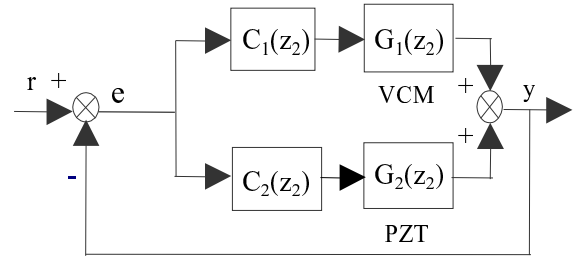 C₁(z₂) G₁(z₂)
r + e VCM + y
+
-
C₂(z₂) G₂(z₂)
PZT